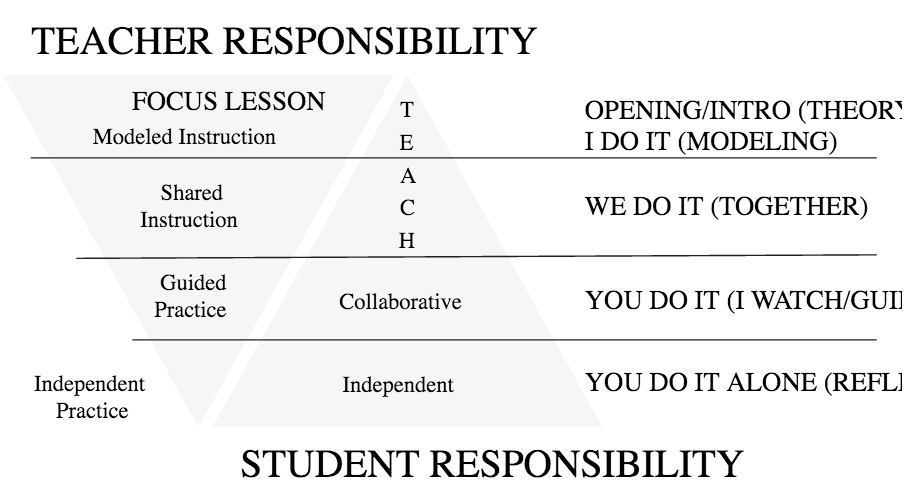 TEACHER RESPONSIBILITY
FOCUS LESSON
Modeled Instruction
T
E
A
C
H
OPENING/INTRO (THEORY
I DO IT (MODELING)
Shared
Instruction
WE DO IT (TOGETHER)
Guided
Practice
Collaborative
YOU DO IT (I WATCH/GUI
Independent
Practice
Independent
YOU DO IT ALONE (REFL
STUDENT RESPONSIBILITY